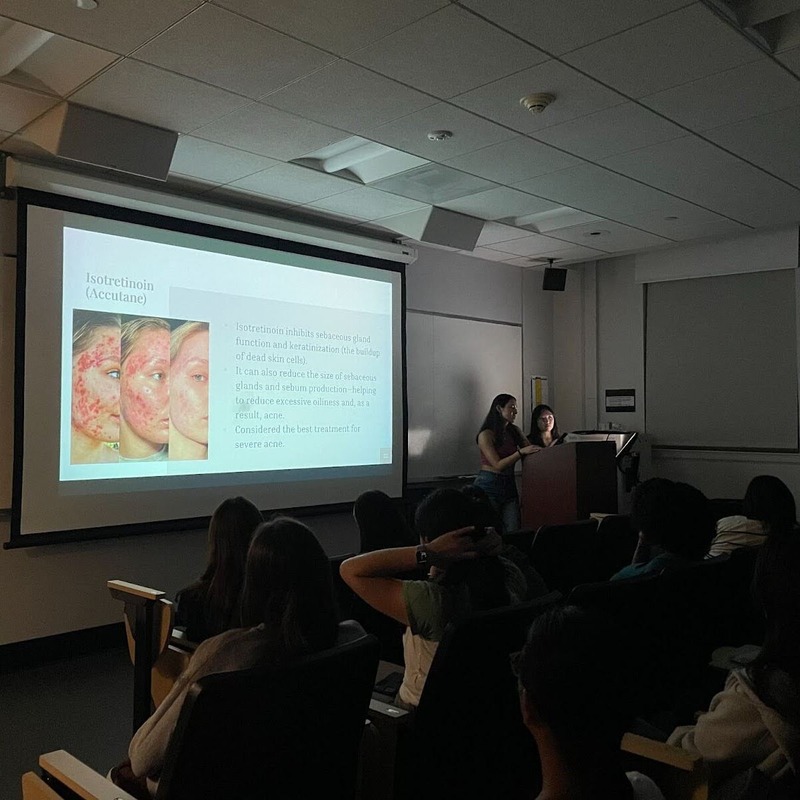 Isotretinoin
(Accutane)
· Isotretinoin inhibits sebaceous gland
function and keratinization (the buildup
of dead skin cells).
· It can also reduce the size of sebaceous
glands and sebum production—helping
to reduce excessive oiliness and, as a
result, acne.
· Considered the best treatment for
severe acne.